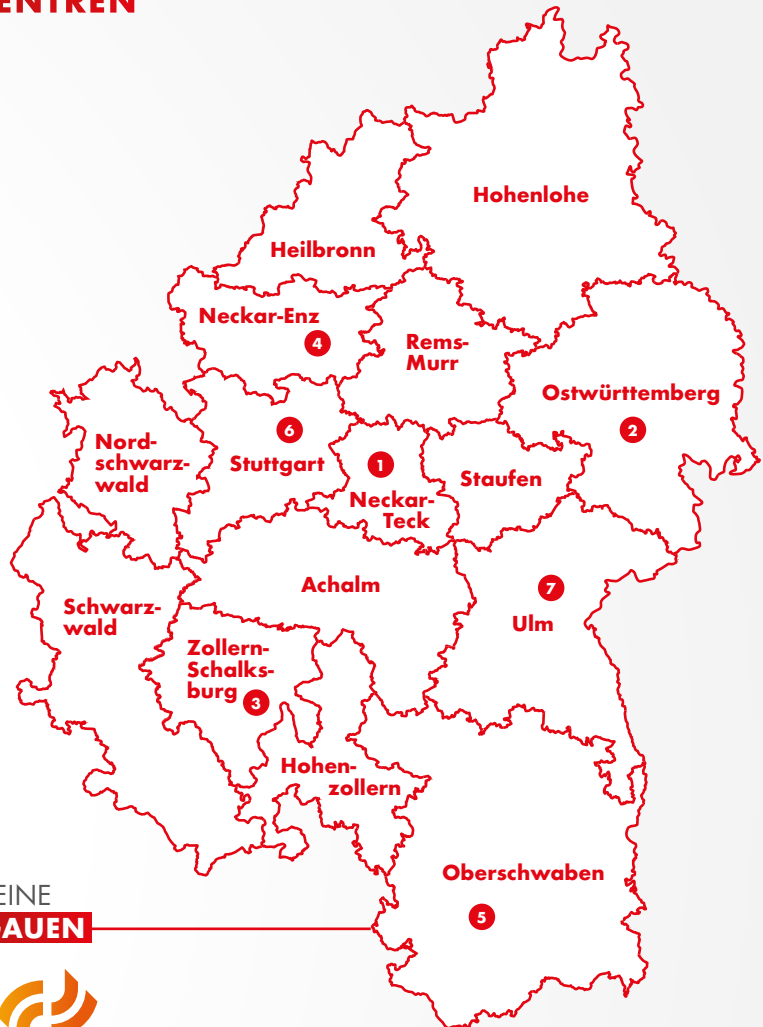 ENTREN
Hohenlohe
Heilbronn
Neckar-Enz
4
Rems-
Murr
Ostwürttemberg
2
Nord-
schwarz-
wald
6
Stuttgart
1
Neckar-
Teck
Staufen
Achalm
7
Ulm
Schwarz-
wald
Zollern-
Schalks-
burg
3
Hohen-
zollern
Oberschwaben
5
EINE
GAUEN